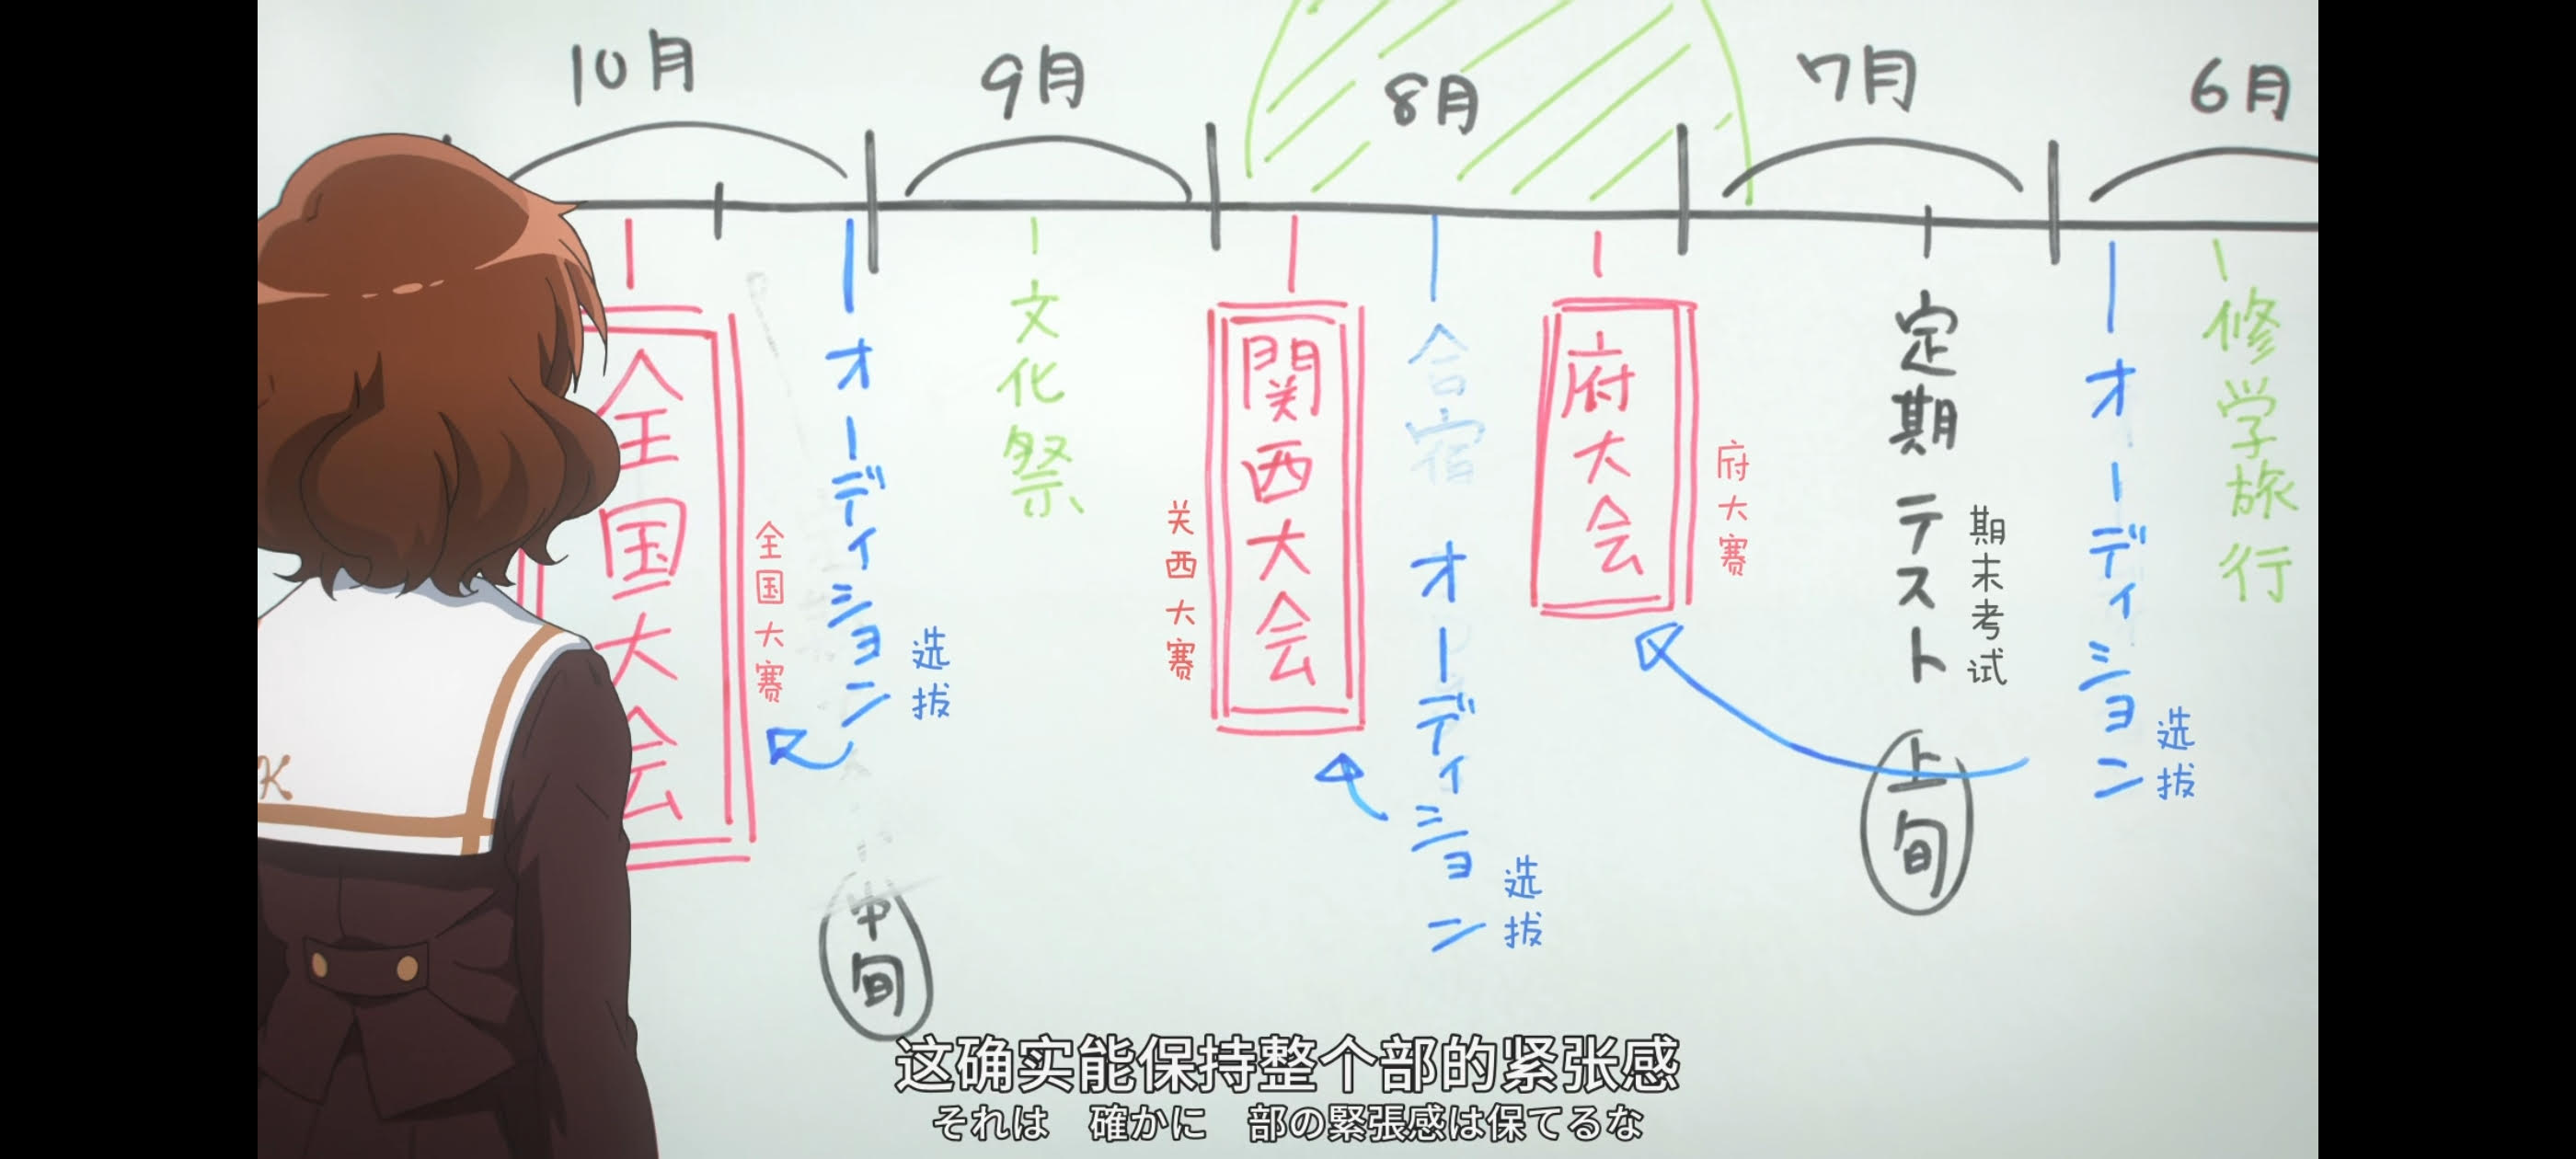 10月
9月
8月
7月
6月
修学旅行
オーディション
选拔
定期テスト
上旬
期末考试
府大会
府大赛
合宿
オーディション
选拔
関西大会
关西大赛
文化祭
オーディション
选拔
中旬
全国大会
全国大赛
K
这确实能保持整个部的紧张感
それは 確かに 部の緊張感は保てるな